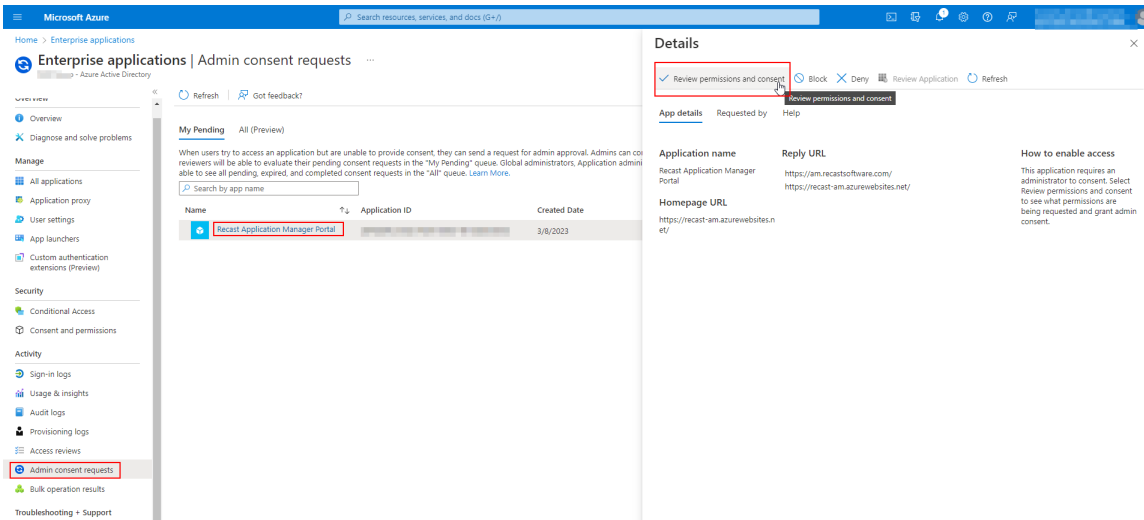 Microsoft Azure
Search resources, services, and docs (G+/)
Home > Enterprise applications
Enterprise applications | Admin consent requests ...
- Azure Active Directory
Overview
Overview
Diagnose and solve problems
Manage
All applications
Application proxy
User settings
App launchers
Custom authentication
extensions (Preview)
Security
Conditional Access
Consent and permissions
Activity
Sign-in logs
Usage & insights
Audit logs
Provisioning logs
Access reviews
Admin consent requests
Bulk operation results
Troubleshooting + Support
Refresh
Got feedback?
My Pending
All (Preview)
When users try to access an application but are unable to provide consent, they can send a request for admin approval. Admins can co
reviewers will be able to evaluate their pending consent requests in the "My Pending" queue. Global administrators, Application admini
able to see all pending, expired, and completed consent requests in the "All" queue. Learn More.
Search by app name
Name
Application ID
Created Date
Recast Application Manager Portal
3/8/2023
Details
Review permissions and consent
Block
Deny
Review Application
Refresh
Review permissions and consent
App details
Requested by
Help
Application name
Recast Application Manager
Portal
Homepage URL
https://recast-am.azurewebsites.n
et/
Reply URL
https://am.recastsoftware.com/
https://recast-am.azurewebsites.net/
How to enable access
This application requires an
administrator to consent. Select
Review permissions and consent
to see what permissions are
being requested and grant admin
consent.